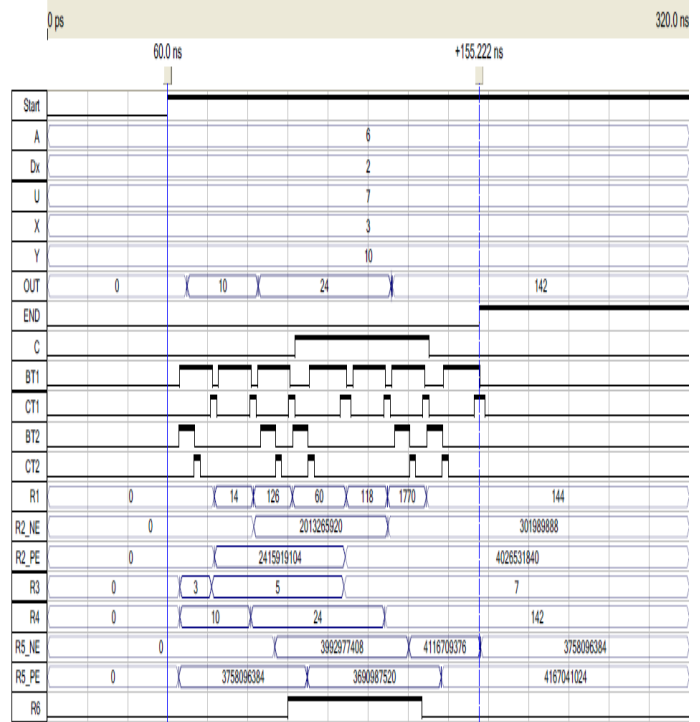 0 ps 320.0 ns
60.0 ns +155.222 ns
Start
A 6
Dx 2
U 7
X 3
Y 10
OUT 0 10 24 142
END
C
BT1
CT1
BT2
CT2
R1 0 14 126 60 118 1770 144
R2_NE 0 2013265920 301989888
R2_PE 0 2415919104 4026531840
R3 0 3 5 7
R4 0 10 24 142
R5_NE 0 3992977408 4116709376 3758096384
R5_PE 0 3758096384 3690987520 4167041024
R6